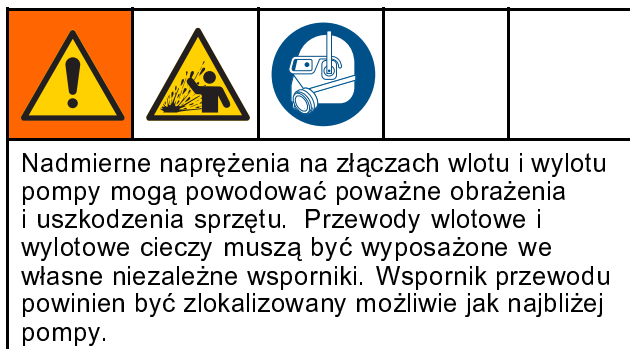 Nadmierne naprężenia na złączach wlotu i wylotu
pompy mogą powodować poważne obrażenia
i uszkodzenia sprzętu. Przewody wlotowe i
wylotowe cieczy muszą być wyposażone we
własne niezależne wsporniki. Wspornik przewodu
powinien być zlokalizowany możliwie jak najbliżej
pompy.